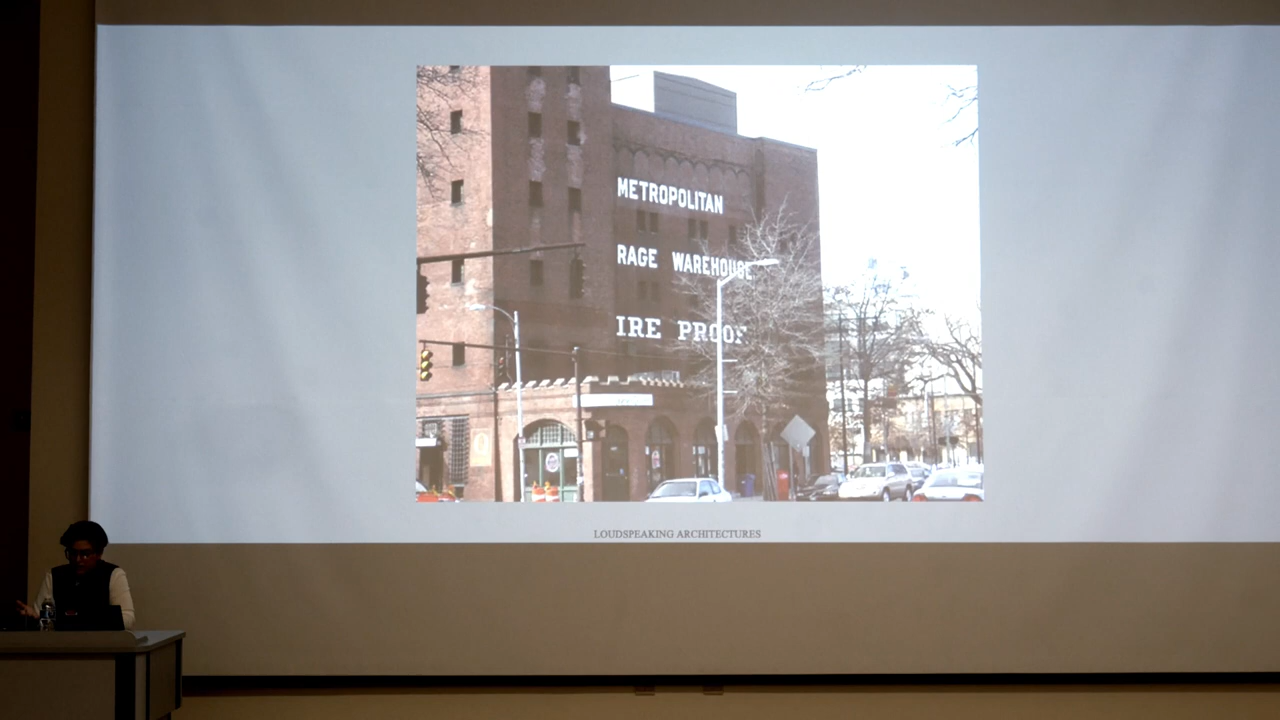 METROPOLITAN
RAGE WAREHOUSE
IRE PROOF
LOUDSPEAKING ARCHITECTURES